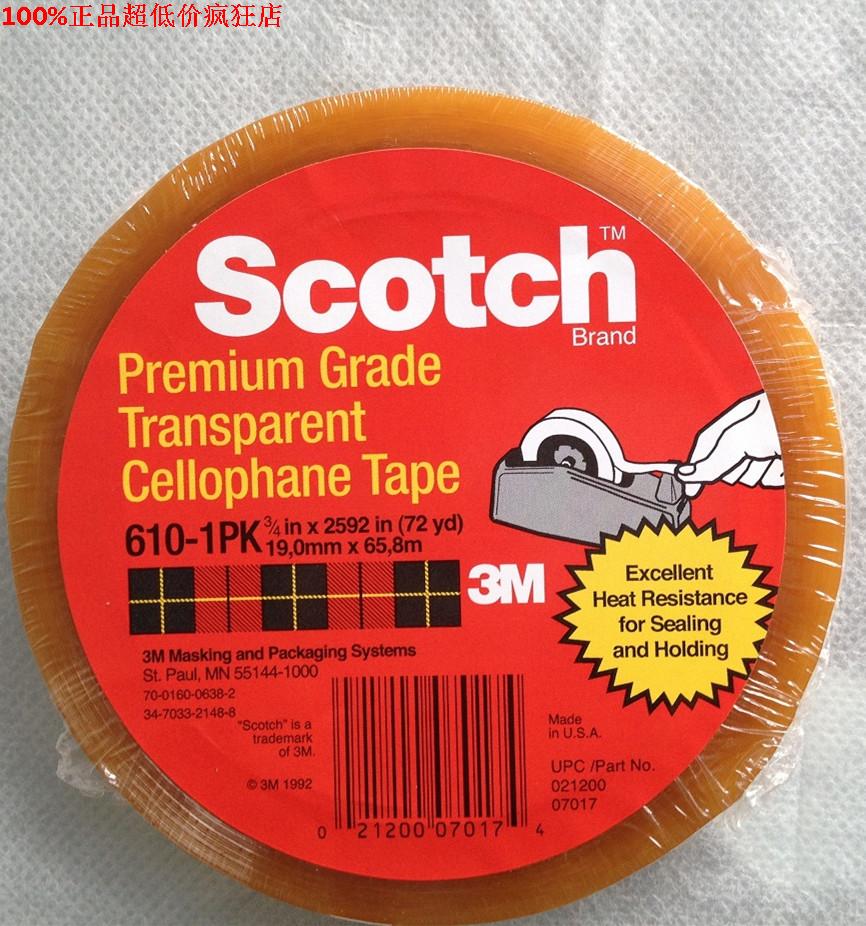 100%正品超低价疯狂店
Scotch™
Brand
Premium Grade
Transparent
Cellophane Tape
610-1PK ¾ in x 2592 in (72 yd)
19,0mm x 65,8m
3M
Excellent
Heat Resistance
for Sealing
and Holding
3M Masking and Packaging Systems
St. Paul, MN 55144-1000
70-0160-0638-2
34-7033-2148-8
"Scotch" is a
trademark
of 3M.
© 3M 1992
0 21200 07017 4
Made
in U.S.A.
UPC /Part No.
021200
07017